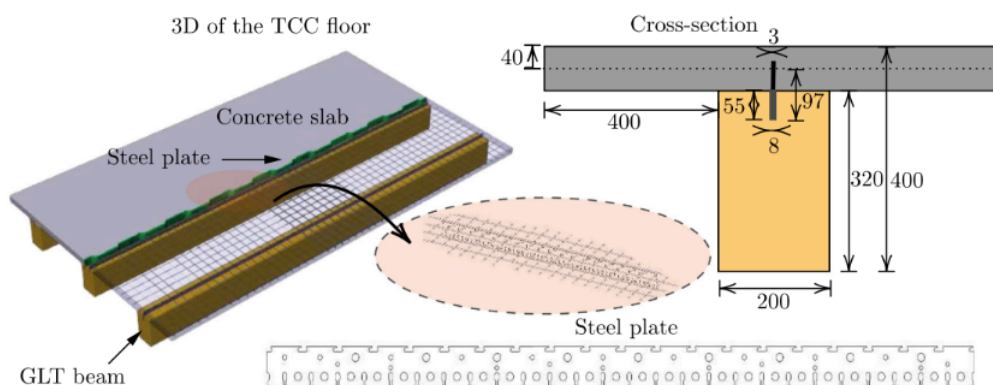 3D of the TCC floor
Cross-section
3
40
Concrete slab
Steel plate
400
55
97
8
320
400
200
Steel plate
GLT beam